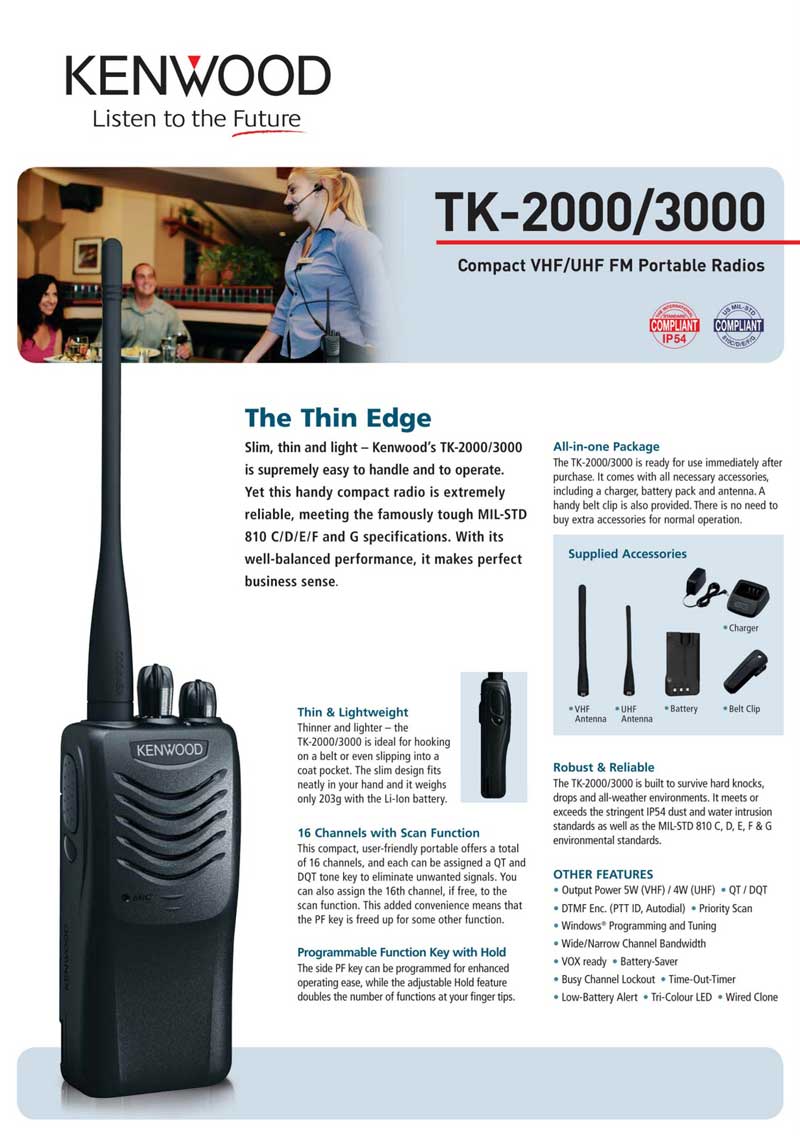 KENWOOD
Listen to the Future
TK-2000/3000
Compact VHF/UHF FM Portable Radios
THE INTERNATIONAL
STANDARD
COMPLIANT
IP54
US MIL-STD
COMPLIANT
810C/D/E/F/G
The Thin Edge
Slim, thin and light – Kenwood's TK-2000/3000
is supremely easy to handle and to operate.
Yet this handy compact radio is extremely
reliable, meeting the famously tough MIL-STD
810 C/D/E/F and G specifications. With its
well-balanced performance, it makes perfect
business sense.
All-in-one Package
The TK-2000/3000 is ready for use immediately after
purchase. It comes with all necessary accessories,
including a charger, battery pack and antenna. A
handy belt clip is also provided. There is no need to
buy extra accessories for normal operation.
Supplied Accessories
• Charger
• VHF
Antenna
• UHF
Antenna
• Battery
• Belt Clip
Thin & Lightweight
Thinner and lighter – the
TK-2000/3000 is ideal for hooking
on a belt or even slipping into a
coat pocket. The slim design fits
neatly in your hand and it weighs
only 203g with the Li-Ion battery.
16 Channels with Scan Function
This compact, user-friendly portable offers a total
of 16 channels, and each can be assigned a QT and
DQT tone key to eliminate unwanted signals. You
can also assign the 16th channel, if free, to the
scan function. This added convenience means that
the PF key is freed up for some other function.
Programmable Function Key with Hold
The side PF key can be programmed for enhanced
operating ease, while the adjustable Hold feature
doubles the number of functions at your finger tips.
Robust & Reliable
The TK-2000/3000 is built to survive hard knocks,
drops and all-weather environments. It meets or
exceeds the stringent IP54 dust and water intrusion
standards as well as the MIL-STD 810 C, D, E, F & G
environmental standards.
OTHER FEATURES
• Output Power 5W (VHF) / 4W (UHF) • QT / DQT
• DTMF Enc. (PTT ID, Autodial) • Priority Scan
• Windows® Programming and Tuning
• Wide/Narrow Channel Bandwidth
• VOX ready • Battery-Saver
• Busy Channel Lockout • Time-Out-Timer
• Low-Battery Alert • Tri-Colour LED • Wired Clone
KENWOOD
MIC
KENWOOD